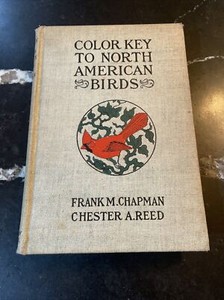 COLOR KEY
TO NORTH
AMERICAN
BIRDS
FRANK M. CHAPMAN
CHESTER A. REED